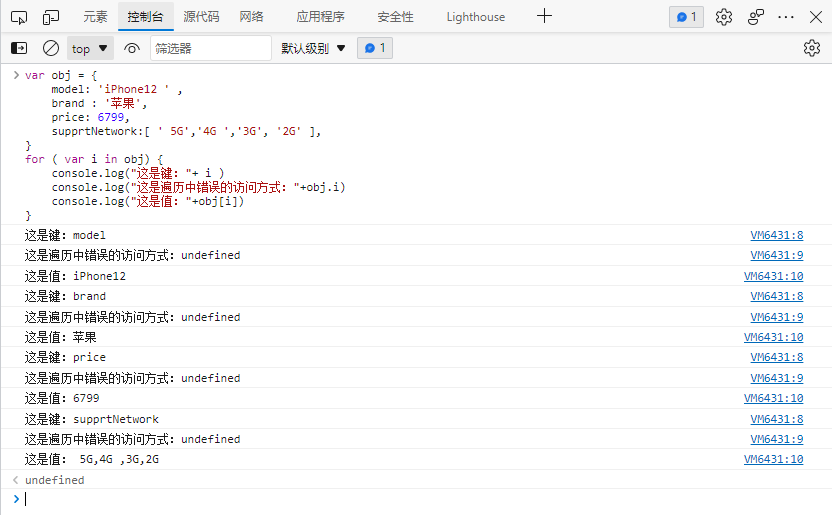 元素 控制台 源代码 网络 应用程序 安全性 Lighthouse 1
top 筛选器 默认级别 1
var obj = {
    model: 'iPhone12 ' ,
    brand : '苹果',
    price: 6799,
    supprtNetwork:[ ' 5G','4G ','3G', '2G' ],
}
for ( var i in obj) {
    console.log("这是键: "+ i )
    console.log("这是遍历中错误的访问方式: "+obj.i)
    console.log("这是值: "+obj[i])
}
这是键: model VM6431:8
这是遍历中错误的访问方式: undefined VM6431:9
这是值: iPhone12 VM6431:10
这是键: brand VM6431:8
这是遍历中错误的访问方式: undefined VM6431:9
这是值: 苹果 VM6431:10
这是键: price VM6431:8
这是遍历中错误的访问方式: undefined VM6431:9
这是值: 6799 VM6431:10
这是键: supprtNetwork VM6431:8
这是遍历中错误的访问方式: undefined VM6431:9
这是值:  5G,4G ,3G,2G VM6431:10
undefined